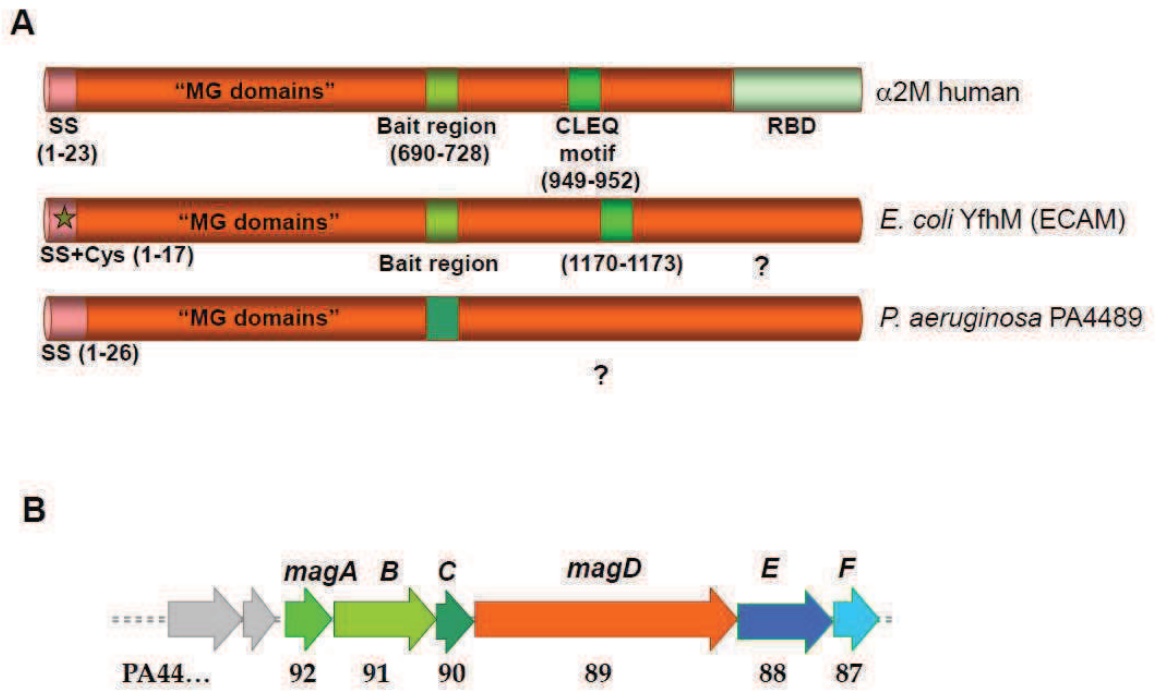 A
"MG domains"
α2M human
SS
(1-23)
Bait region
(690-728)
CLEQ
motif
(949-952)
RBD
"MG domains"
E. coli YfhM (ECAM)
SS+Cys (1-17)
Bait region
(1170-1173)
?
"MG domains"
P. aeruginosa PA4489
SS (1-26)
?
B
magA B C magD E F
PA44... 92 91 90 89 88 87